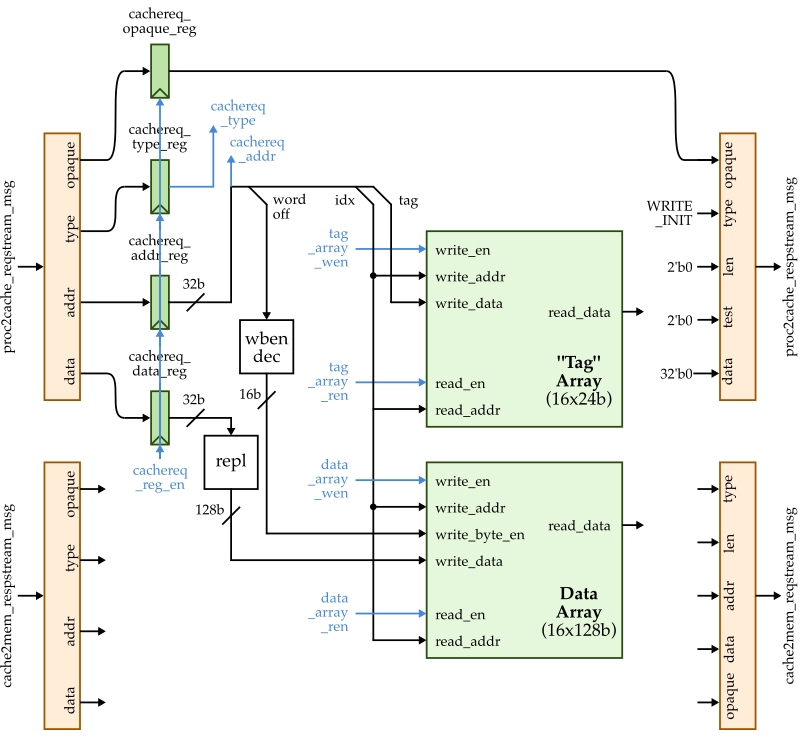 cachereq_
opaque_reg
cachereq_
type_reg
cachereq
_type
cachereq
_addr
cachereq_
addr_reg
cachereq_
data_reg
cachereq
_reg_en
proc2cache_reqstream_msg
opaque
type
addr
data
32b
32b
word
off
idx
tag
wben
dec
16b
repl
128b
tag
_array
_wen
tag
_array
_ren
write_en
write_addr
write_data
read_data
read_en
read_addr
"Tag"
Array
(16x24b)
data
_array
_wen
data
_array
_ren
write_en
write_addr
write_byte_en
write_data
read_data
read_en
read_addr
Data
Array
(16x128b)
WRITE
_INIT
2'b0
2'b0
32'b0
opaque
type
len
test
data
proc2cache_respstream_msg
cache2mem_respstream_msg
opaque
type
addr
data
type
len
addr
data
opaque
cache2mem_reqstream_msg